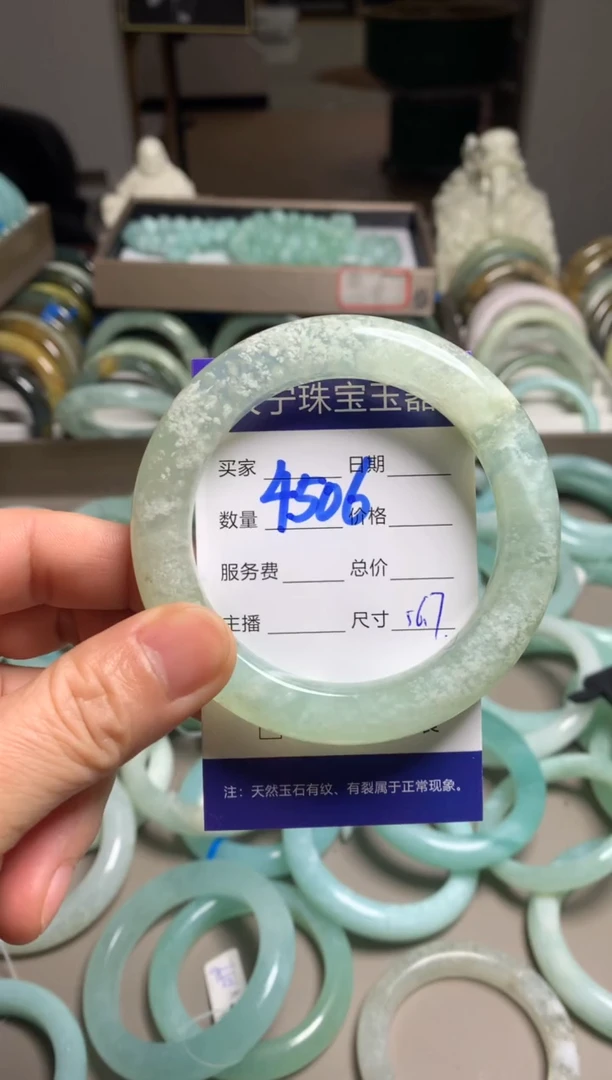 宁珠宝玉器
买家 日期
4506
数量 价格
服务费 总价
主播 尺寸 56.7
注：天然玉石有纹、有裂属于正常现象。